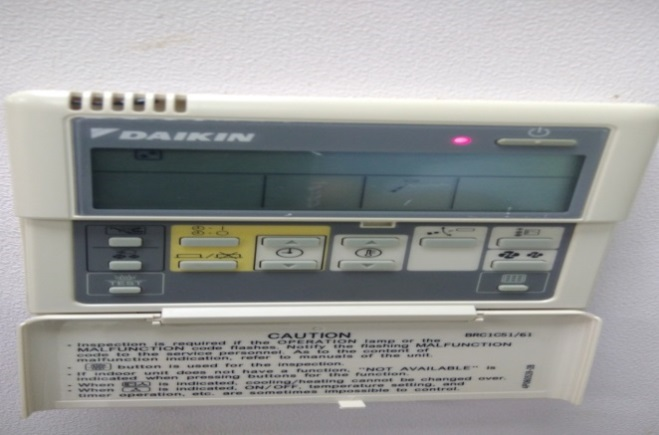 DAIKIN
TEST
CAUTION
BRC1C51/61
- Inspection is required if the OPERATION lamp or the
MALFUNCTION code flashes. Notify the flashing MALFUNCTION
code to the service personnel. As to the content of
malfunction indication, refer to manuals of the unit.
- button is used for the inspection.
- If indoor unit does not have a function, "NOT AVAILABLE" is
indicated when pressing buttons for the function.
- When is indicated, cooling/heating cannot be changed over.
- When is indicated, ON/OFF, temperature setting, and
timer operation, etc. are sometimes impossible to control.